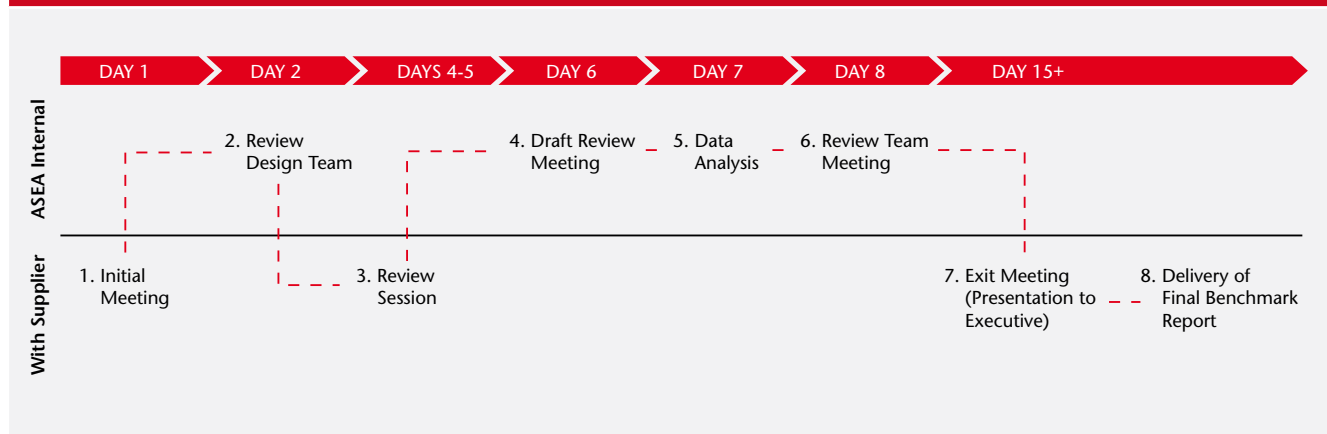 DAY 1
DAY 2
DAYS 4-5
DAY 6
DAY 7
DAY 8
DAY 15+
ASEA Internal
2. Review
Design Team
4. Draft Review
Meeting
5. Data
Analysis
6. Review Team
Meeting
With Supplier
1. Initial
Meeting
3. Review
Session
7. Exit Meeting
(Presentation to
Executive)
8. Delivery of
Final Benchmark
Report